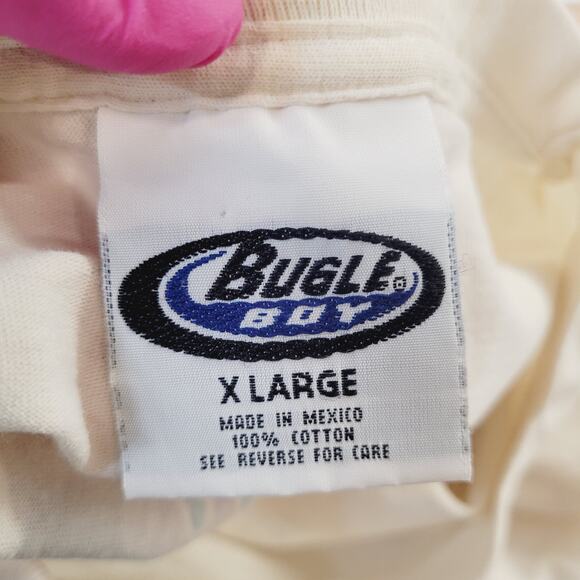 BUGLE®
BOY
X LARGE
MADE IN MEXICO
100% COTTON
SEE REVERSE FOR CARE